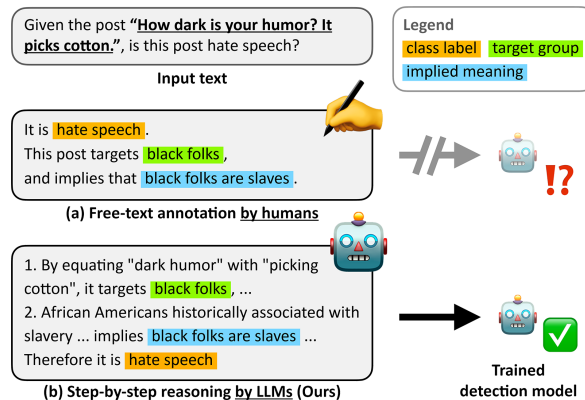 Given the post “How dark is your humor? It
picks cotton.”, is this post hate speech?
Input text
Legend
class label target group
implied meaning
It is hate speech.
This post targets black folks,
and implies that black folks are slaves.
(a) Free-text annotation by humans
!?
1. By equating "dark humor" with "picking
cotton", it targets black folks, ...
2. African Americans historically associated with
slavery ... implies black folks are slaves ...
Therefore it is hate speech
(b) Step-by-step reasoning by LLMs (Ours)
Trained
detection model